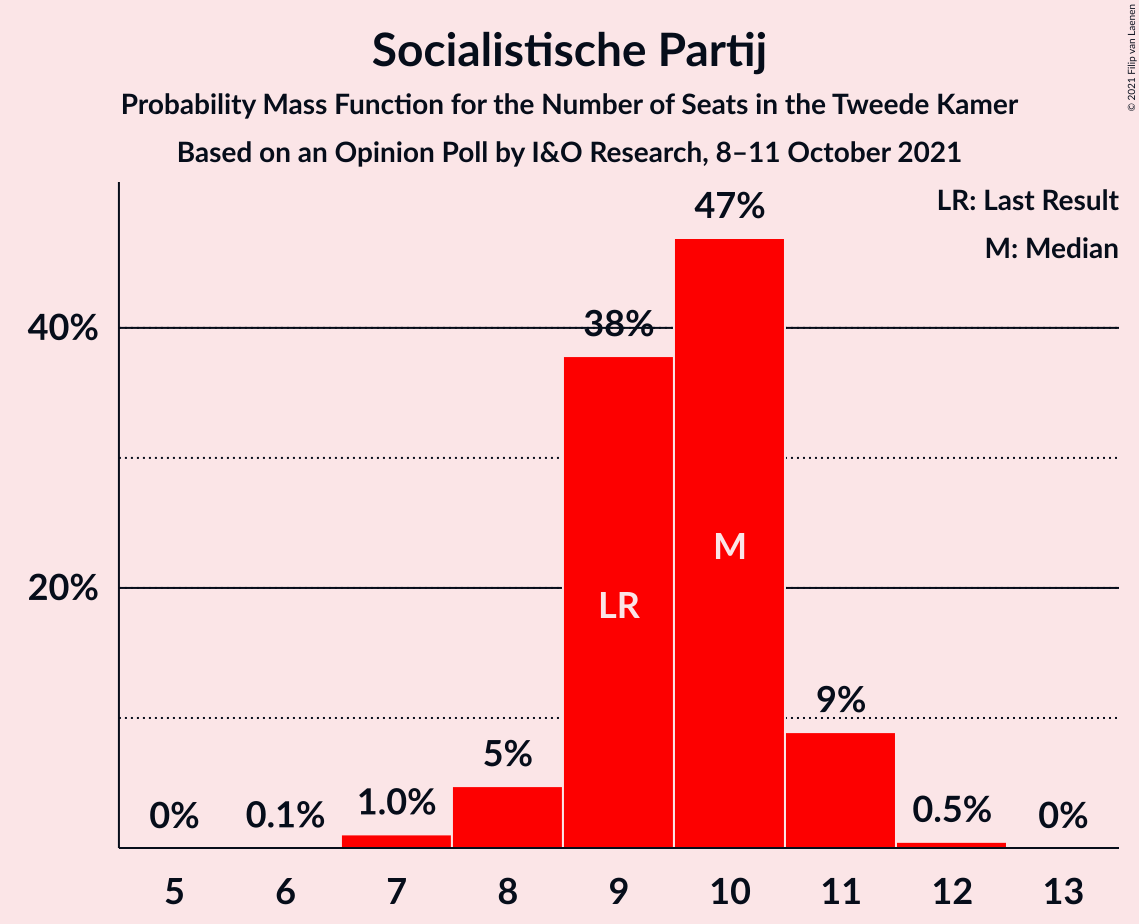 Socialistische Partij
Probability Mass Function for the Number of Seats in the Tweede Kamer
Based on an Opinion Poll by I&O Research, 8–11 October 2021
© 2021 Filip van Laenen
LR: Last Result
M: Median
47%
40%
38%
M
20%
LR
9%
5%
1.0%
0%
0.1%
0.5%
0%
5 6 7 8 9 10 11 12 13